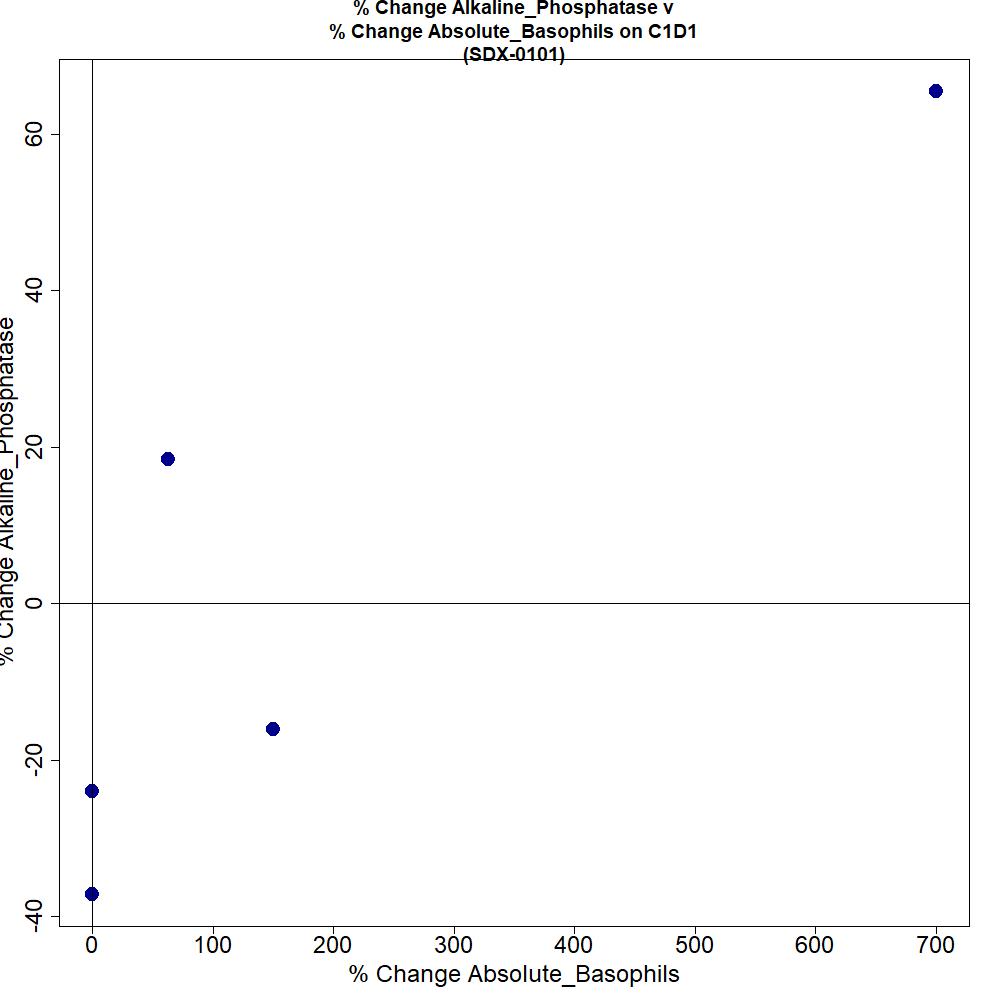 % Change Alkaline_Phosphatase v
% Change Absolute_Basophils on C1D1
(SDX-0101)
% Change Alkaline_Phosphatase
60
40
20
0
-20
-40
0 100 200 300 400 500 600 700
% Change Absolute_Basophils